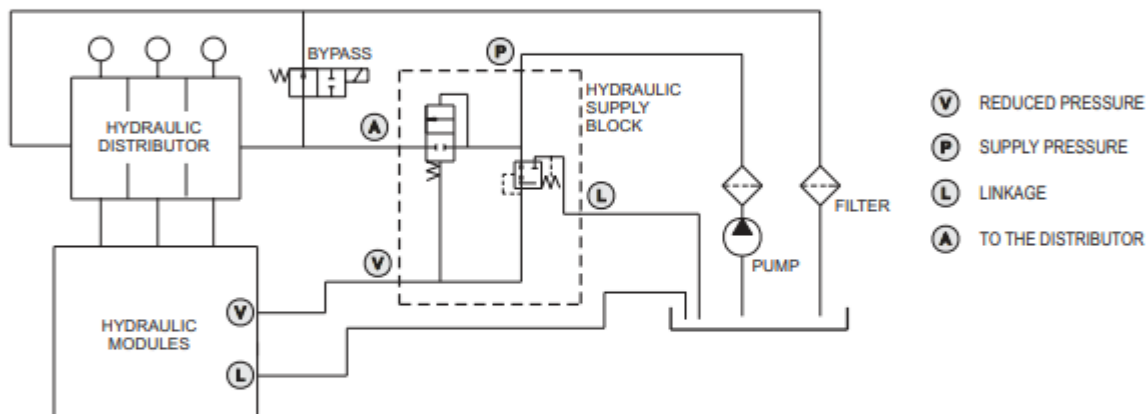 BYPASS
P
HYDRAULIC
SUPPLY
BLOCK
HYDRAULIC
DISTRIBUTOR
A
L
FILTER
PUMP
V
HYDRAULIC
MODULES
V
L
V REDUCED PRESSURE
P SUPPLY PRESSURE
L LINKAGE
A TO THE DISTRIBUTOR